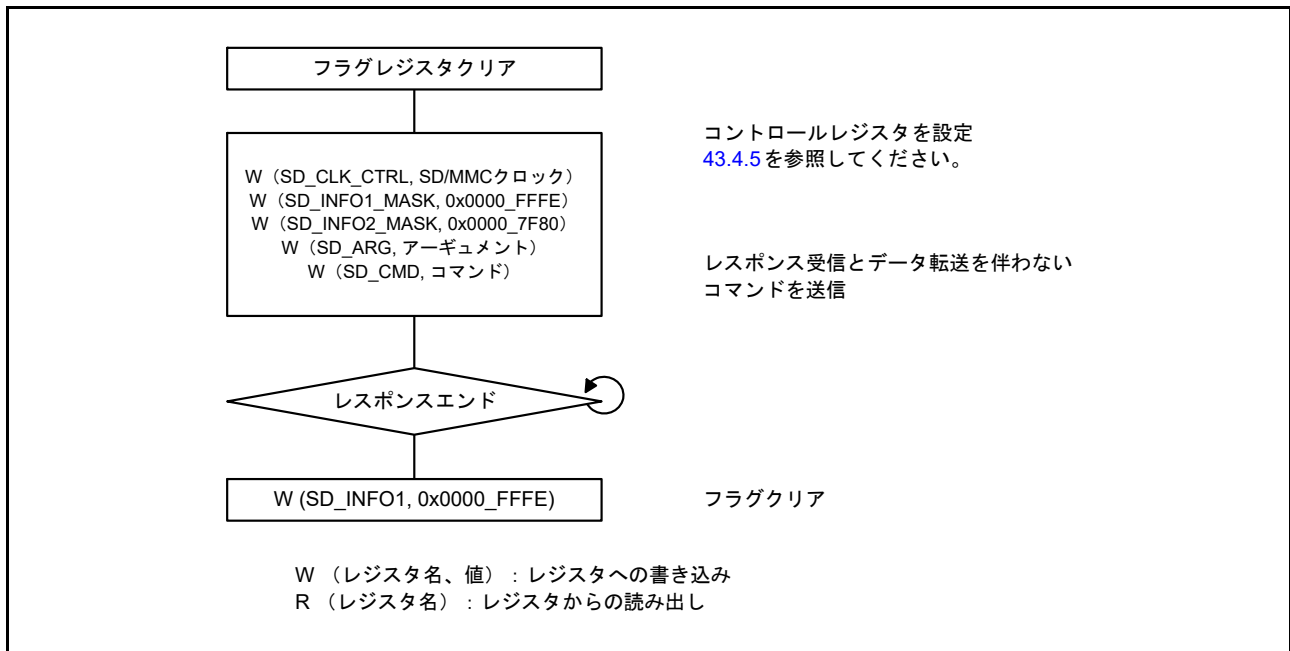 フラグレジスタクリア
コントロールレジスタを設定
43.4.5を参照してください。
W（SD_CLK_CTRL, SD/MMCクロック）
W（SD_INFO1_MASK, 0x0000_FFFE）
W（SD_INFO2_MASK, 0x0000_7F80）
W（SD_ARG, アーギュメント）
W（SD_CMD, コマンド）
レスポンス受信とデータ転送を伴わない
コマンドを送信
レスポンスエンド
W (SD_INFO1, 0x0000_FFFE)
フラグクリア
W （レジスタ名、値）：レジスタへの書き込み
R （レジスタ名）：レジスタからの読み出し